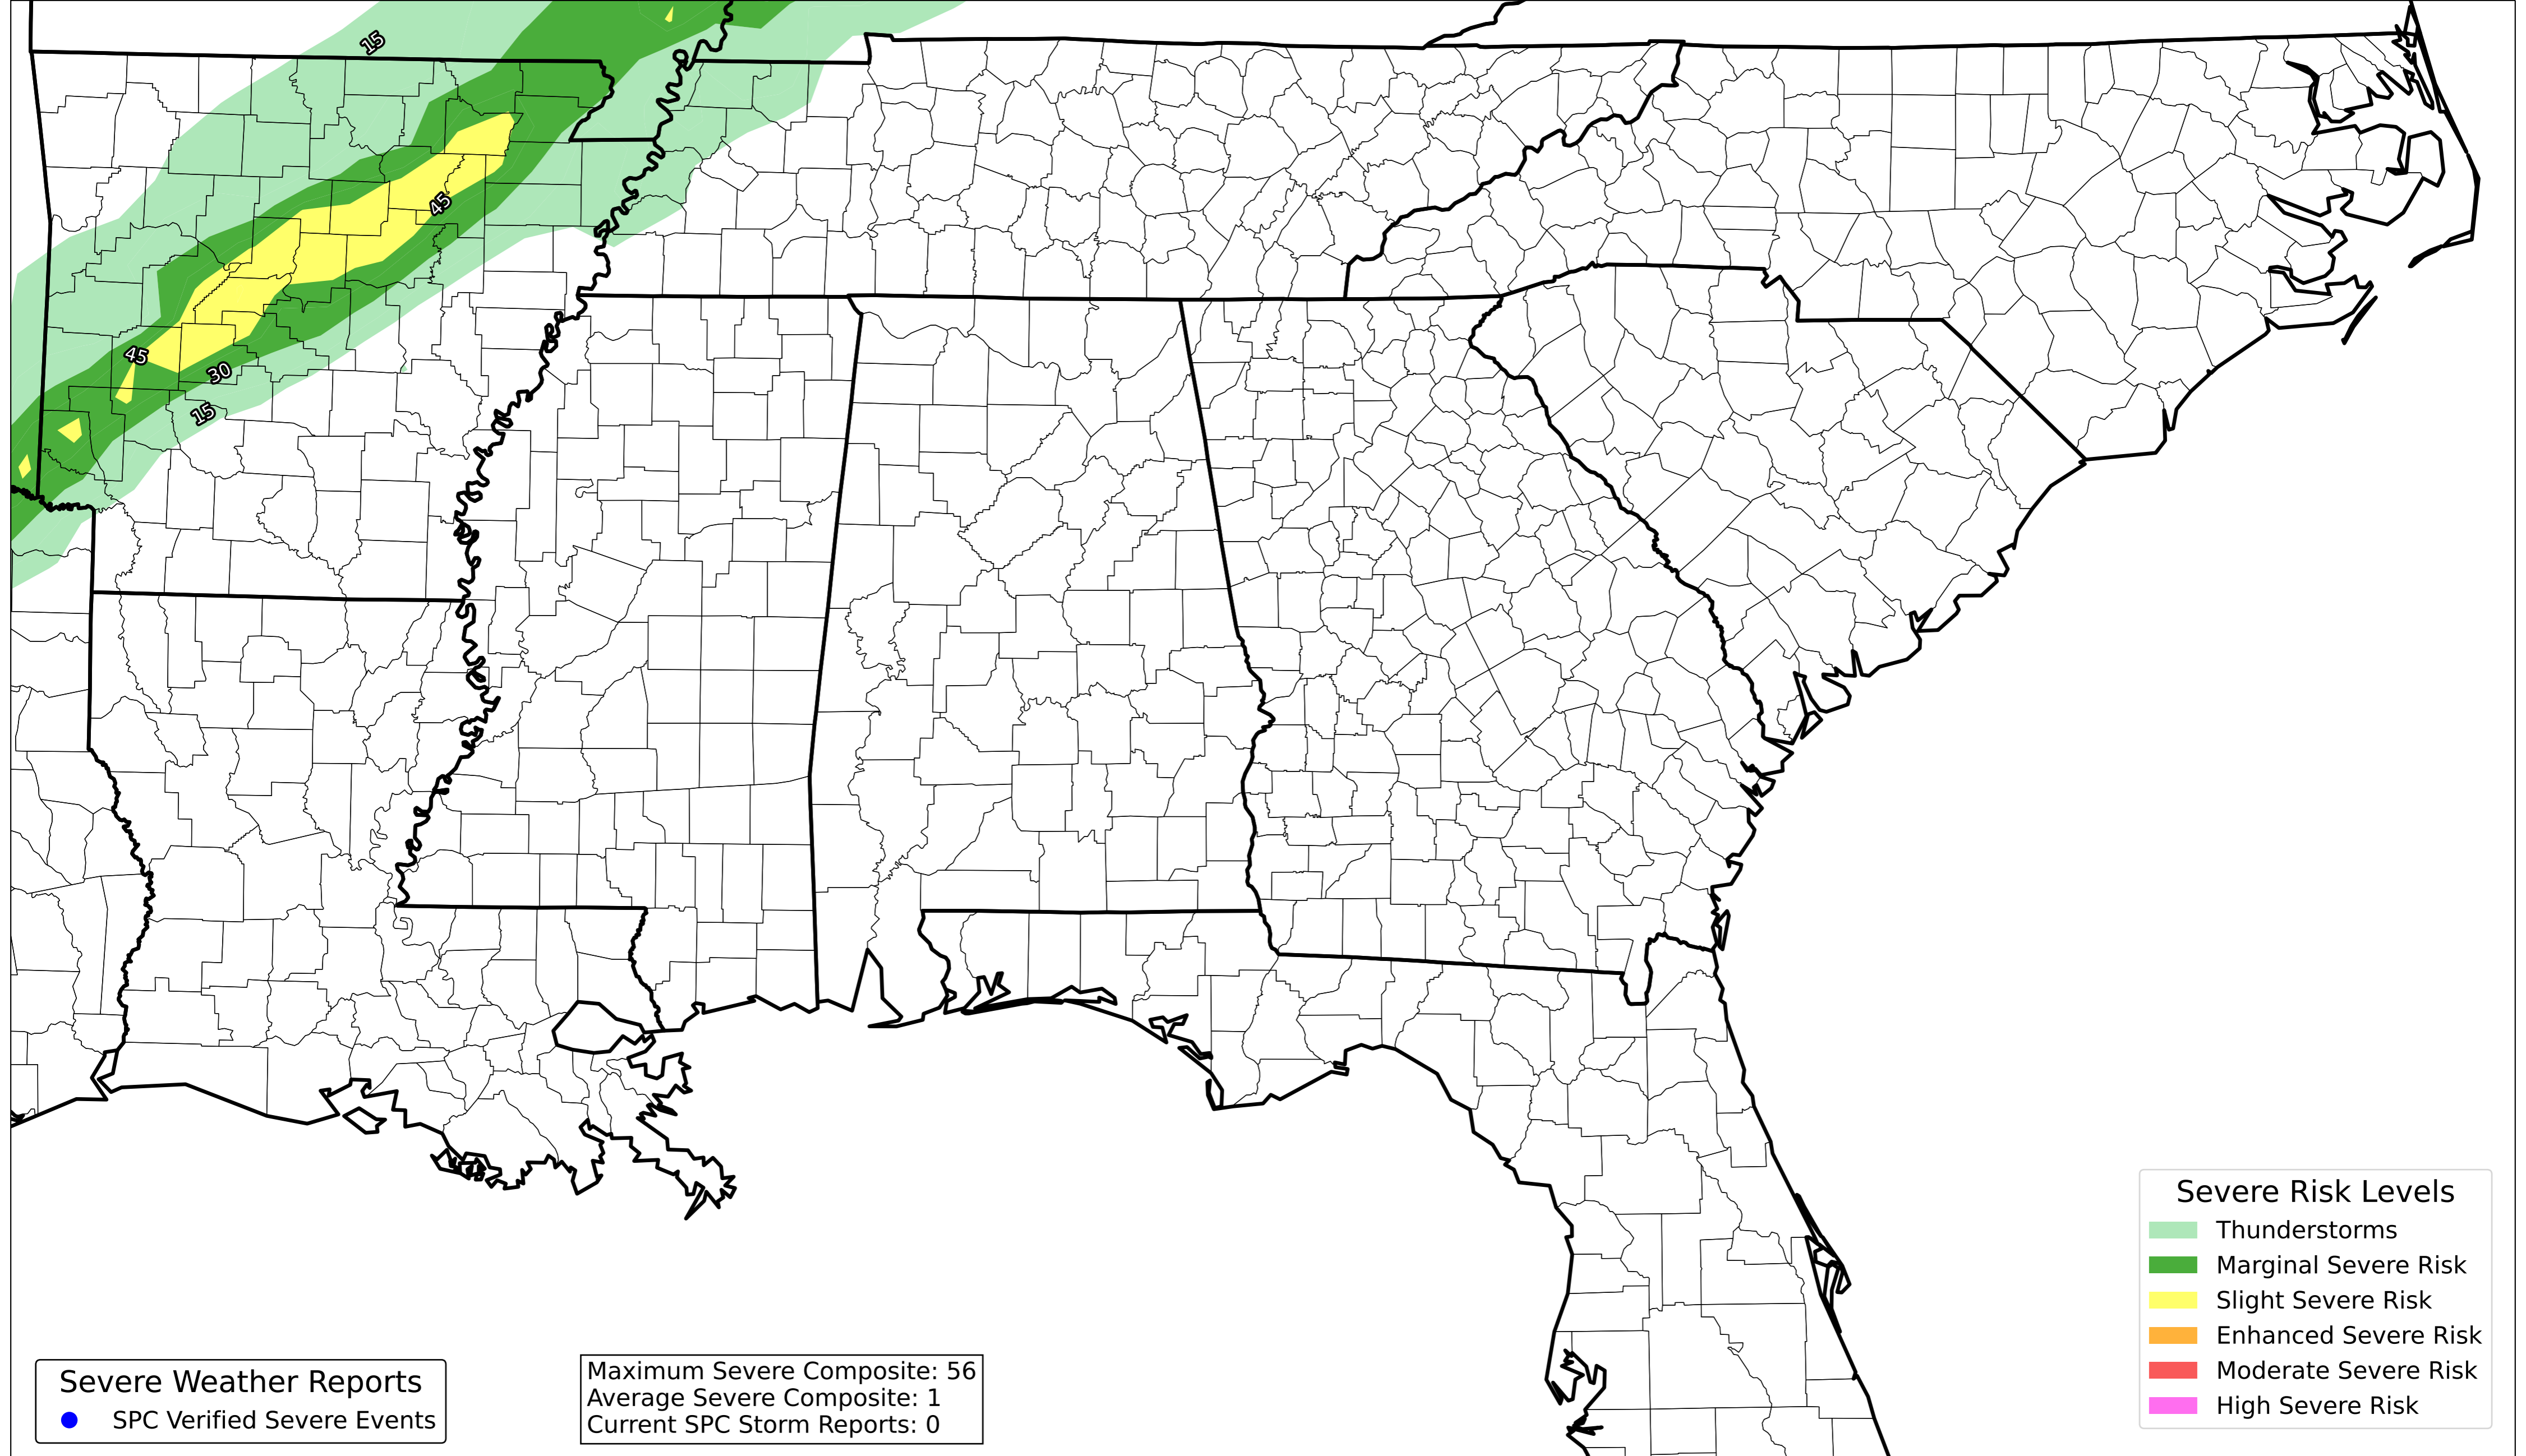 15
45
45
30
15
Severe Risk Levels
Thunderstorms
Marginal Severe Risk
Slight Severe Risk
Enhanced Severe Risk
Moderate Severe Risk
High Severe Risk
Severe Weather Reports
SPC Verified Severe Events
Maximum Severe Composite: 56
Average Severe Composite: 1
Current SPC Storm Reports: 0